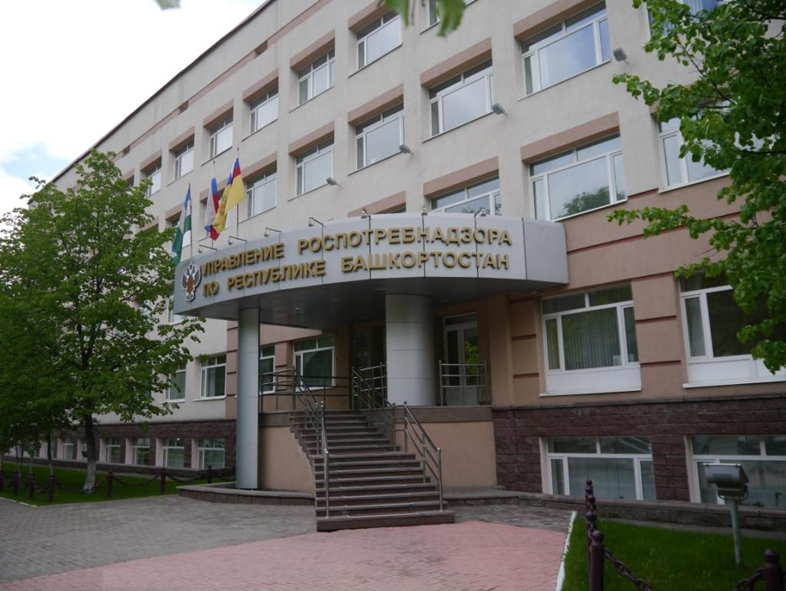 УПРАВЛЕНИЕ РОСПОТРЕБНАДЗОРА
ПО РЕСПУБЛИКЕ БАШКОРТОСТАН